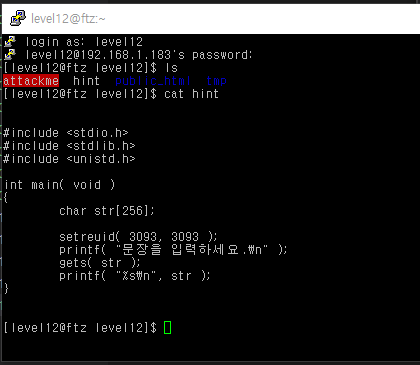 level12@ftz:~
login as: level12
level12@192.168.1.183's password:
[level12@ftz level12]$ ls
attackme  hint  public_html  tmp
[level12@ftz level12]$ cat hint
#include <stdio.h>
#include <stdlib.h>
#include <unistd.h>
int main( void )
{
        char str[256];
        setreuid( 3093, 3093 );
        printf( "문장을 입력하세요.₩n" );
        gets( str );
        printf( "%s₩n", str );
}
[level12@ftz level12]$